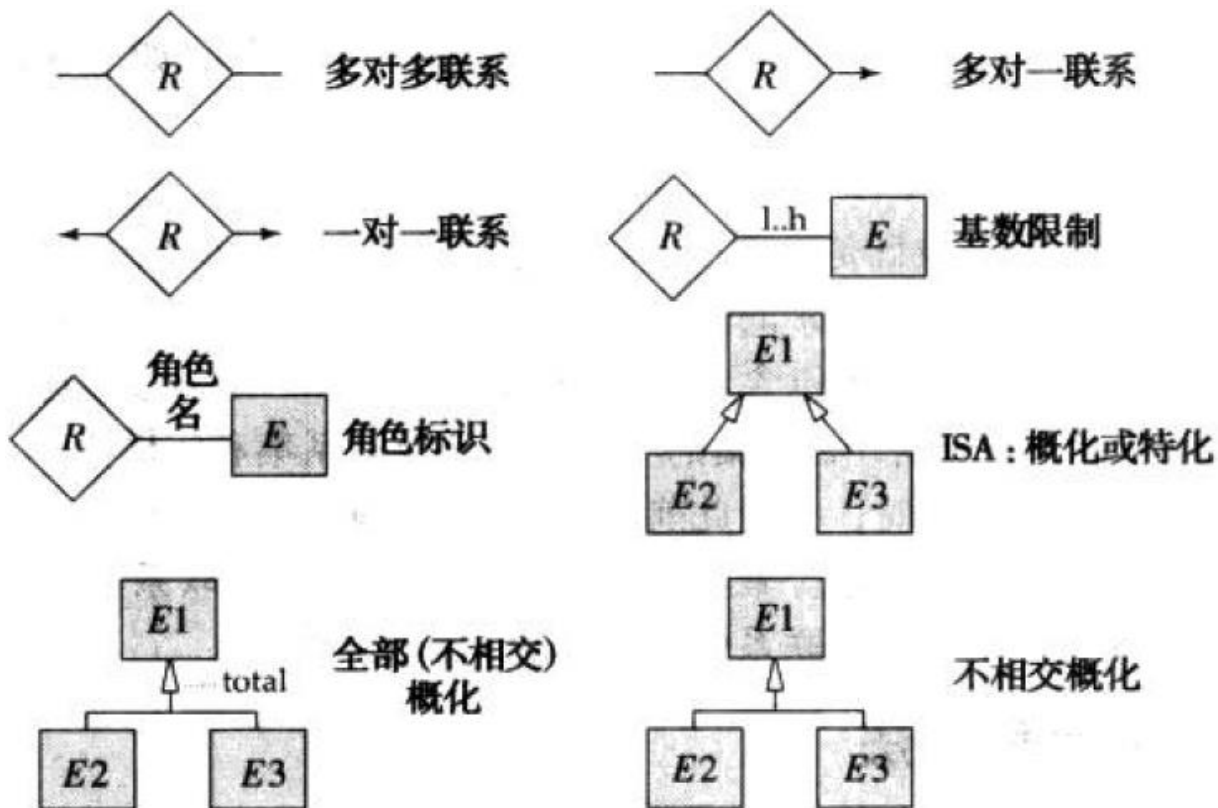 R 多对多联系
R 多对一联系
R 一对一联系
R l..h E 基数限制
R 角色
名 E 角色标识
E1
E2 E3 ISA：概化或特化
E1
total
E2 E3
全部(不相交)
概化
E1
E2 E3
不相交概化